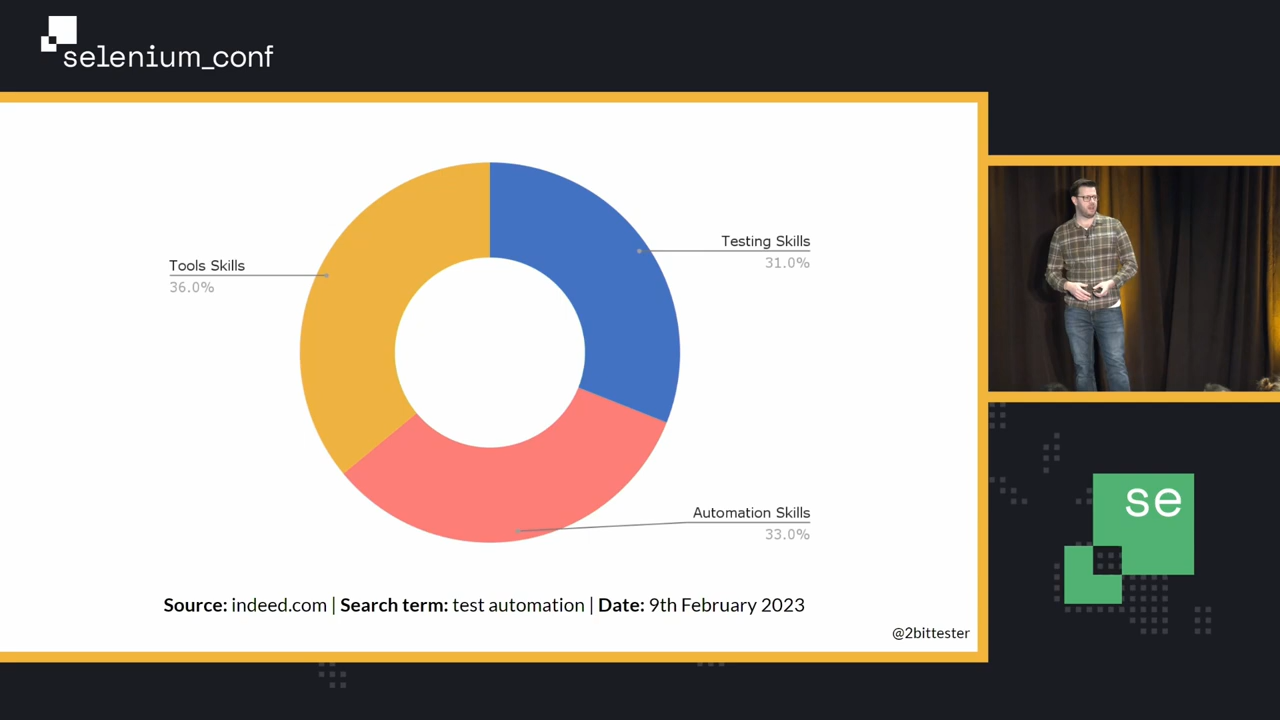 selenium_conf
Tools Skills
36.0%
Testing Skills
31.0%
Automation Skills
33.0%
Source: indeed.com | Search term: test automation | Date: 9th February 2023
@2bittester
se